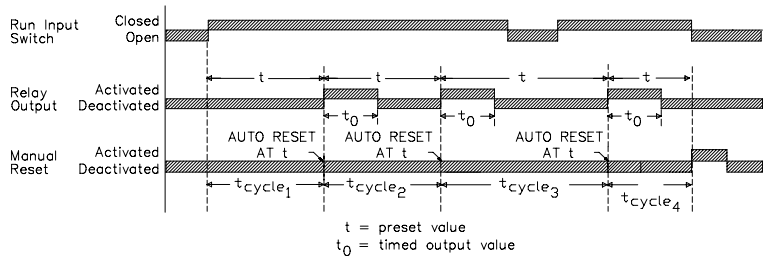 Run Input Switch
Closed
Open
t t t t
Relay Output
Activated
Deactivated
t0 t0 t0
AUTO RESET AT t
AUTO RESET AT t
AUTO RESET AT t
Manual Reset
Activated
Deactivated
tcycle1 tcycle2 tcycle3 tcycle4
t = preset value
t0 = timed output value